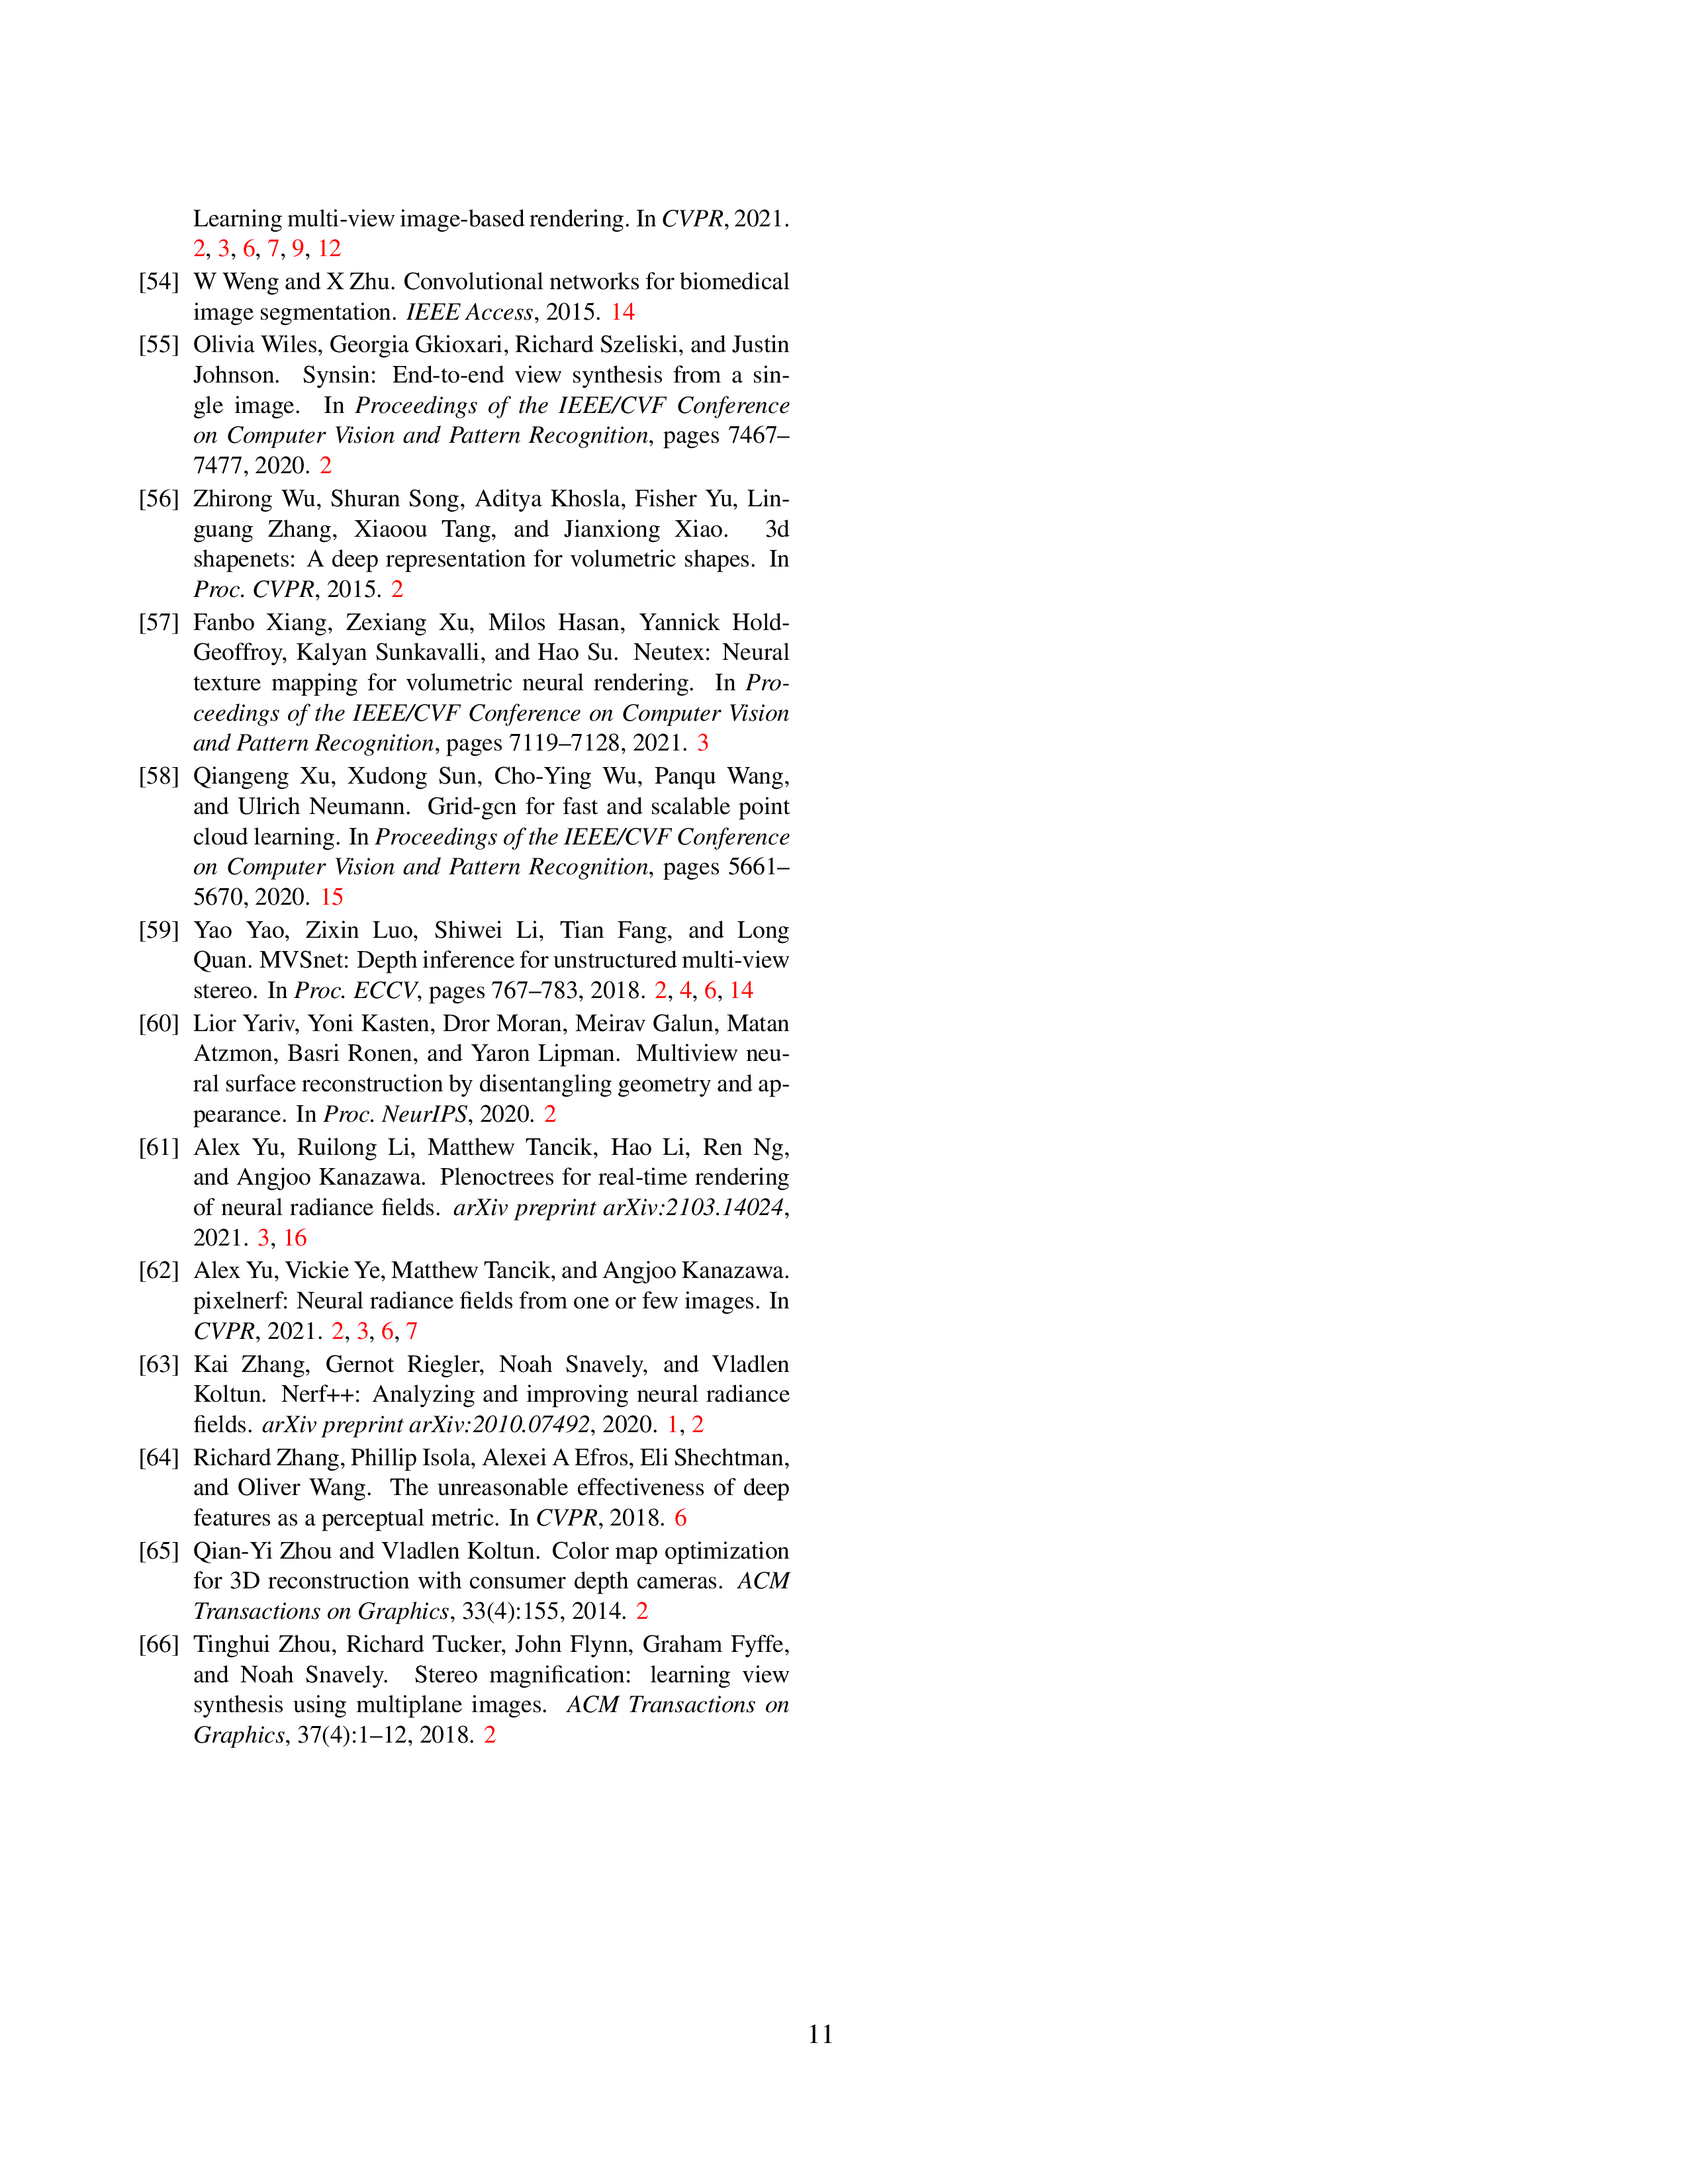 Learning multi-view image-based rendering. In CVPR, 2021.
2, 3, 6, 7, 9, 12
[54] W Weng and X Zhu. Convolutional networks for biomedical
image segmentation. IEEE Access, 2015. 14
[55] Olivia Wiles, Georgia Gkioxari, Richard Szeliski, and Justin
Johnson. Synsin: End-to-end view synthesis from a sin-
gle image. In Proceedings of the IEEE/CVF Conference
on Computer Vision and Pattern Recognition, pages 7467–
7477, 2020. 2
[56] Zhirong Wu, Shuran Song, Aditya Khosla, Fisher Yu, Lin-
guang Zhang, Xiaoou Tang, and Jianxiong Xiao. 3d
shapenets: A deep representation for volumetric shapes. In
Proc. CVPR, 2015. 2
[57] Fanbo Xiang, Zexiang Xu, Milos Hasan, Yannick Hold-
Geoffroy, Kalyan Sunkavalli, and Hao Su. Neutex: Neural
texture mapping for volumetric neural rendering. In Pro-
ceedings of the IEEE/CVF Conference on Computer Vision
and Pattern Recognition, pages 7119–7128, 2021. 3
[58] Qiangeng Xu, Xudong Sun, Cho-Ying Wu, Panqu Wang,
and Ulrich Neumann. Grid-gcn for fast and scalable point
cloud learning. In Proceedings of the IEEE/CVF Conference
on Computer Vision and Pattern Recognition, pages 5661–
5670, 2020. 15
[59] Yao Yao, Zixin Luo, Shiwei Li, Tian Fang, and Long
Quan. MVSnet: Depth inference for unstructured multi-view
stereo. In Proc. ECCV, pages 767–783, 2018. 2, 4, 6, 14
[60] Lior Yariv, Yoni Kasten, Dror Moran, Meirav Galun, Matan
Atzmon, Basri Ronen, and Yaron Lipman. Multiview neu-
ral surface reconstruction by disentangling geometry and ap-
pearance. In Proc. NeurIPS, 2020. 2
[61] Alex Yu, Ruilong Li, Matthew Tancik, Hao Li, Ren Ng,
and Angjoo Kanazawa. Plenoctrees for real-time rendering
of neural radiance fields. arXiv preprint arXiv:2103.14024,
2021. 3, 16
[62] Alex Yu, Vickie Ye, Matthew Tancik, and Angjoo Kanazawa.
pixelnerf: Neural radiance fields from one or few images. In
CVPR, 2021. 2, 3, 6, 7
[63] Kai Zhang, Gernot Riegler, Noah Snavely, and Vladlen
Koltun. Nerf++: Analyzing and improving neural radiance
fields. arXiv preprint arXiv:2010.07492, 2020. 1, 2
[64] Richard Zhang, Phillip Isola, Alexei A Efros, Eli Shechtman,
and Oliver Wang. The unreasonable effectiveness of deep
features as a perceptual metric. In CVPR, 2018. 6
[65] Qian-Yi Zhou and Vladlen Koltun. Color map optimization
for 3D reconstruction with consumer depth cameras. ACM
Transactions on Graphics, 33(4):155, 2014. 2
[66] Tinghui Zhou, Richard Tucker, John Flynn, Graham Fyffe,
and Noah Snavely. Stereo magnification: learning view
synthesis using multiplane images. ACM Transactions on
Graphics, 37(4):1–12, 2018. 2
11